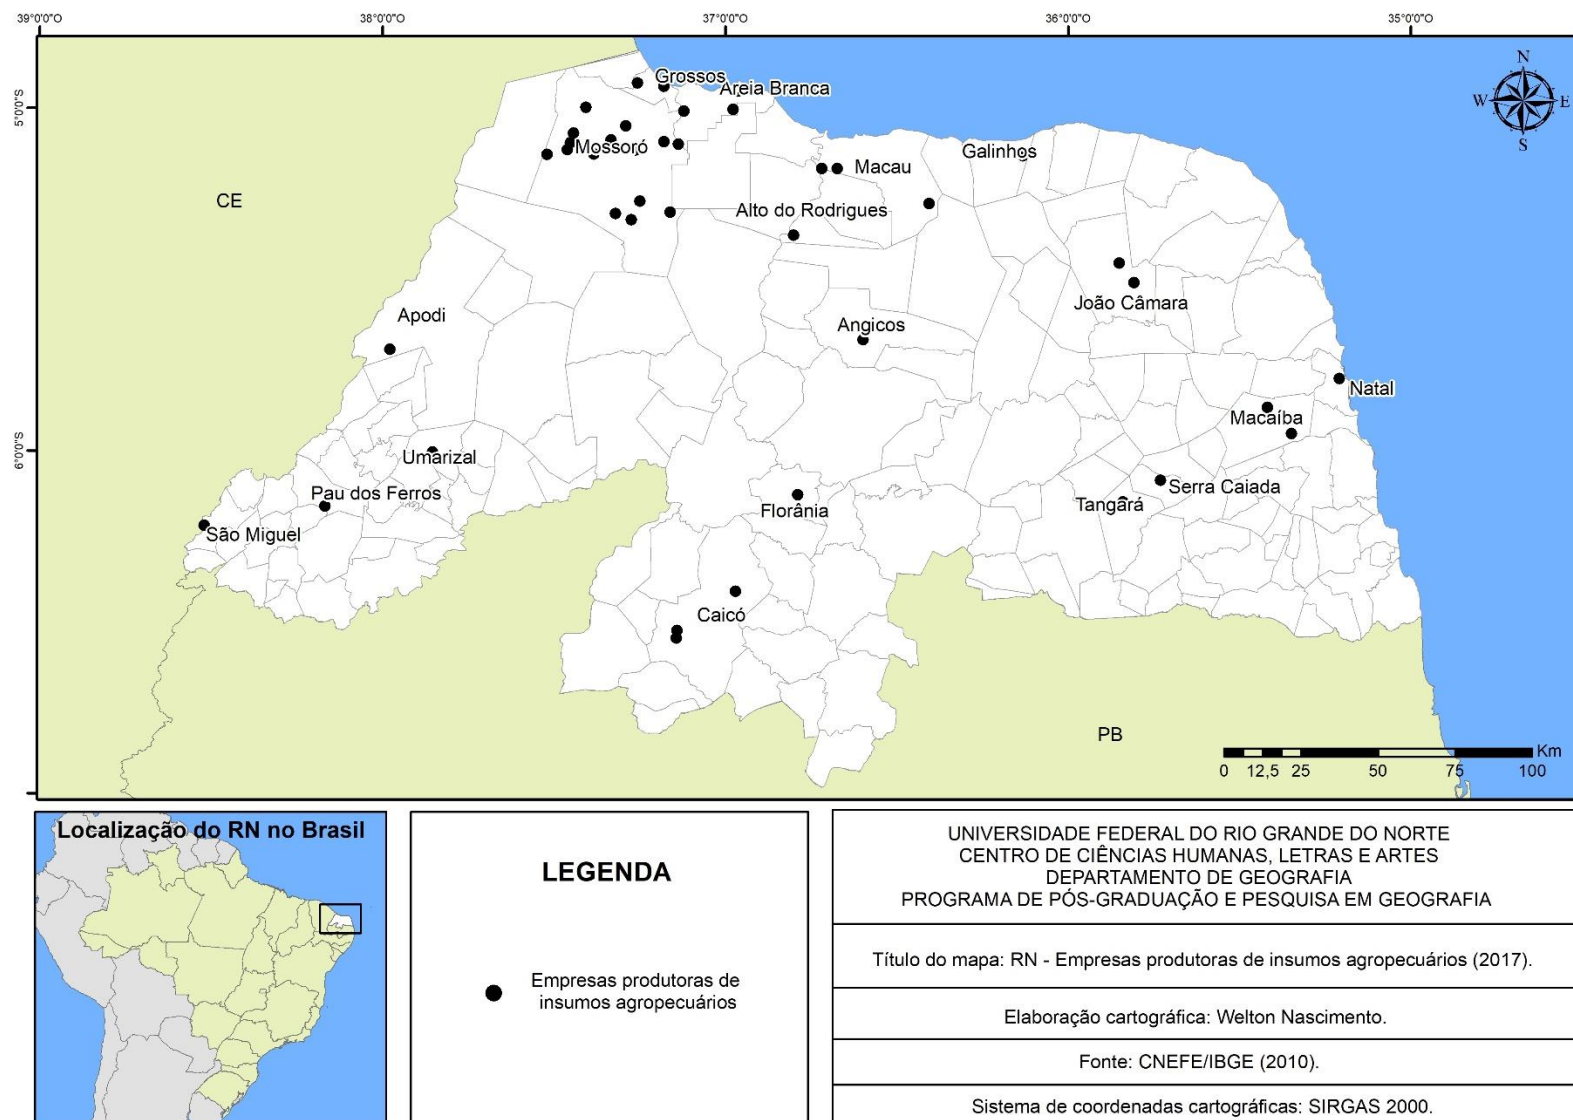 39°0'0"O
38°0'0"O
37°0'0"O
36°0'0"O
35°0'0"O
5°0'0"S
6°0'0"S
N
W
E
S
CE
PB
Grossos
Areia Branca
Mossoró
Macau
Galinhos
Alto do Rodrigues
João Câmara
Apodi
Angicos
Natal
Macaíba
Umarizal
Pau dos Ferros
Serra Caiada
Tangará
Florânia
São Miguel
Caicó
Km
0 12,5 25 50 75 100
Localização do RN no Brasil
LEGENDA
Empresas produtoras de
insumos agropecuários
UNIVERSIDADE FEDERAL DO RIO GRANDE DO NORTE
CENTRO DE CIÊNCIAS HUMANAS, LETRAS E ARTES
DEPARTAMENTO DE GEOGRAFIA
PROGRAMA DE PÓS-GRADUAÇÃO E PESQUISA EM GEOGRAFIA
Título do mapa: RN - Empresas produtoras de insumos agropecuários (2017).
Elaboração cartográfica: Welton Nascimento.
Fonte: CNEFE/IBGE (2010).
Sistema de coordenadas cartográficas: SIRGAS 2000.